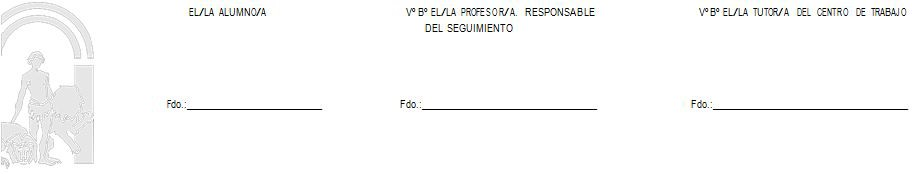 EL/LA ALUMNO/A
Vº Bº EL/LA PROFESOR/A. RESPONSABLE
DEL SEGUIMIENTO
Vº Bº EL/LA TUTOR/A DEL CENTRO DE TRABAJO
Fdo.:
Fdo.:
Fdo.: